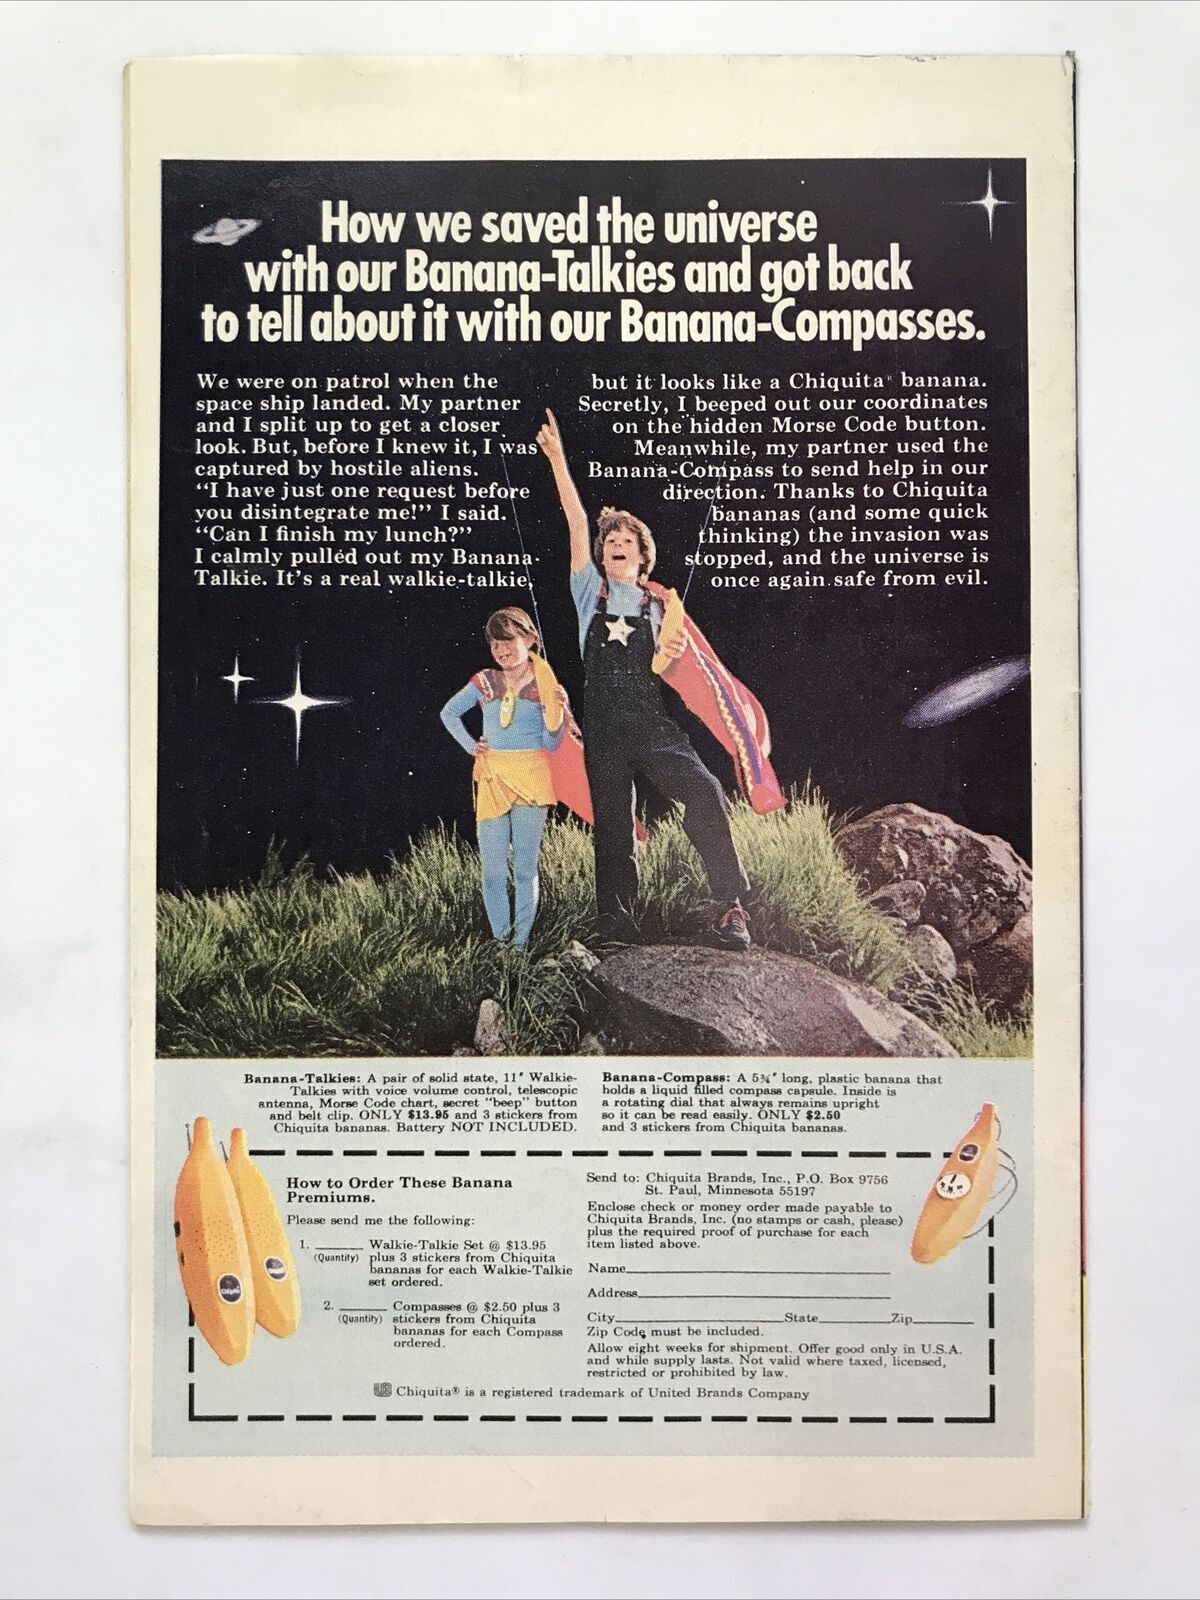 How we saved the universe
with our Banana-Talkies and got back
to tell about it with our Banana-Compasses.
We were on patrol when the
space ship landed. My partner
and I split up to get a closer
look. But, before I knew it, I was
captured by hostile aliens.
“I have just one request before
you disintegrate me!” I said.
“Can I finish my lunch?”
I calmly pulled out my Banana-
Talkie. It's a real walkie-talkie,
but it looks like a Chiquita® banana.
Secretly, I beeped out our coordinates
on the hidden Morse Code button.
Meanwhile, my partner used the
Banana-Compass to send help in our
direction. Thanks to Chiquita
bananas (and some quick
thinking) the invasion was
stopped, and the universe is
once again safe from evil.
Banana-Talkies: A pair of solid state, 11" Walkie-
Talkies with voice volume control, telescopic
antenna, Morse Code chart, secret "beep" button
and belt clip. ONLY $13.95 and 3 stickers from
Chiquita bananas. Battery NOT INCLUDED.
Banana-Compass: A 5¾" long, plastic banana that
holds a liquid filled compass capsule. Inside is
a rotating dial that always remains upright
so it can be read easily. ONLY $2.50
and 3 stickers from Chiquita bananas.
How to Order These Banana
Premiums.
Please send me the following:
1. ______ Walkie-Talkie Set @ $13.95
(Quantity) plus 3 stickers from Chiquita
bananas for each Walkie-Talkie
set ordered.
2. ______ Compasses @ $2.50 plus 3
(Quantity) stickers from Chiquita
bananas for each Compass
ordered.
Send to: Chiquita Brands, Inc., P.O. Box 9756
St. Paul, Minnesota 55197
Enclose check or money order made payable to
Chiquita Brands, Inc. (no stamps or cash, please)
plus the required proof of purchase for each
item listed above.
Name
Address
City State Zip
Zip Code must be included.
Allow eight weeks for shipment. Offer good only in U.S.A.
and while supply lasts. Not valid where taxed, licensed,
restricted or prohibited by law.
UB Chiquita® is a registered trademark of United Brands Company
Chiquita